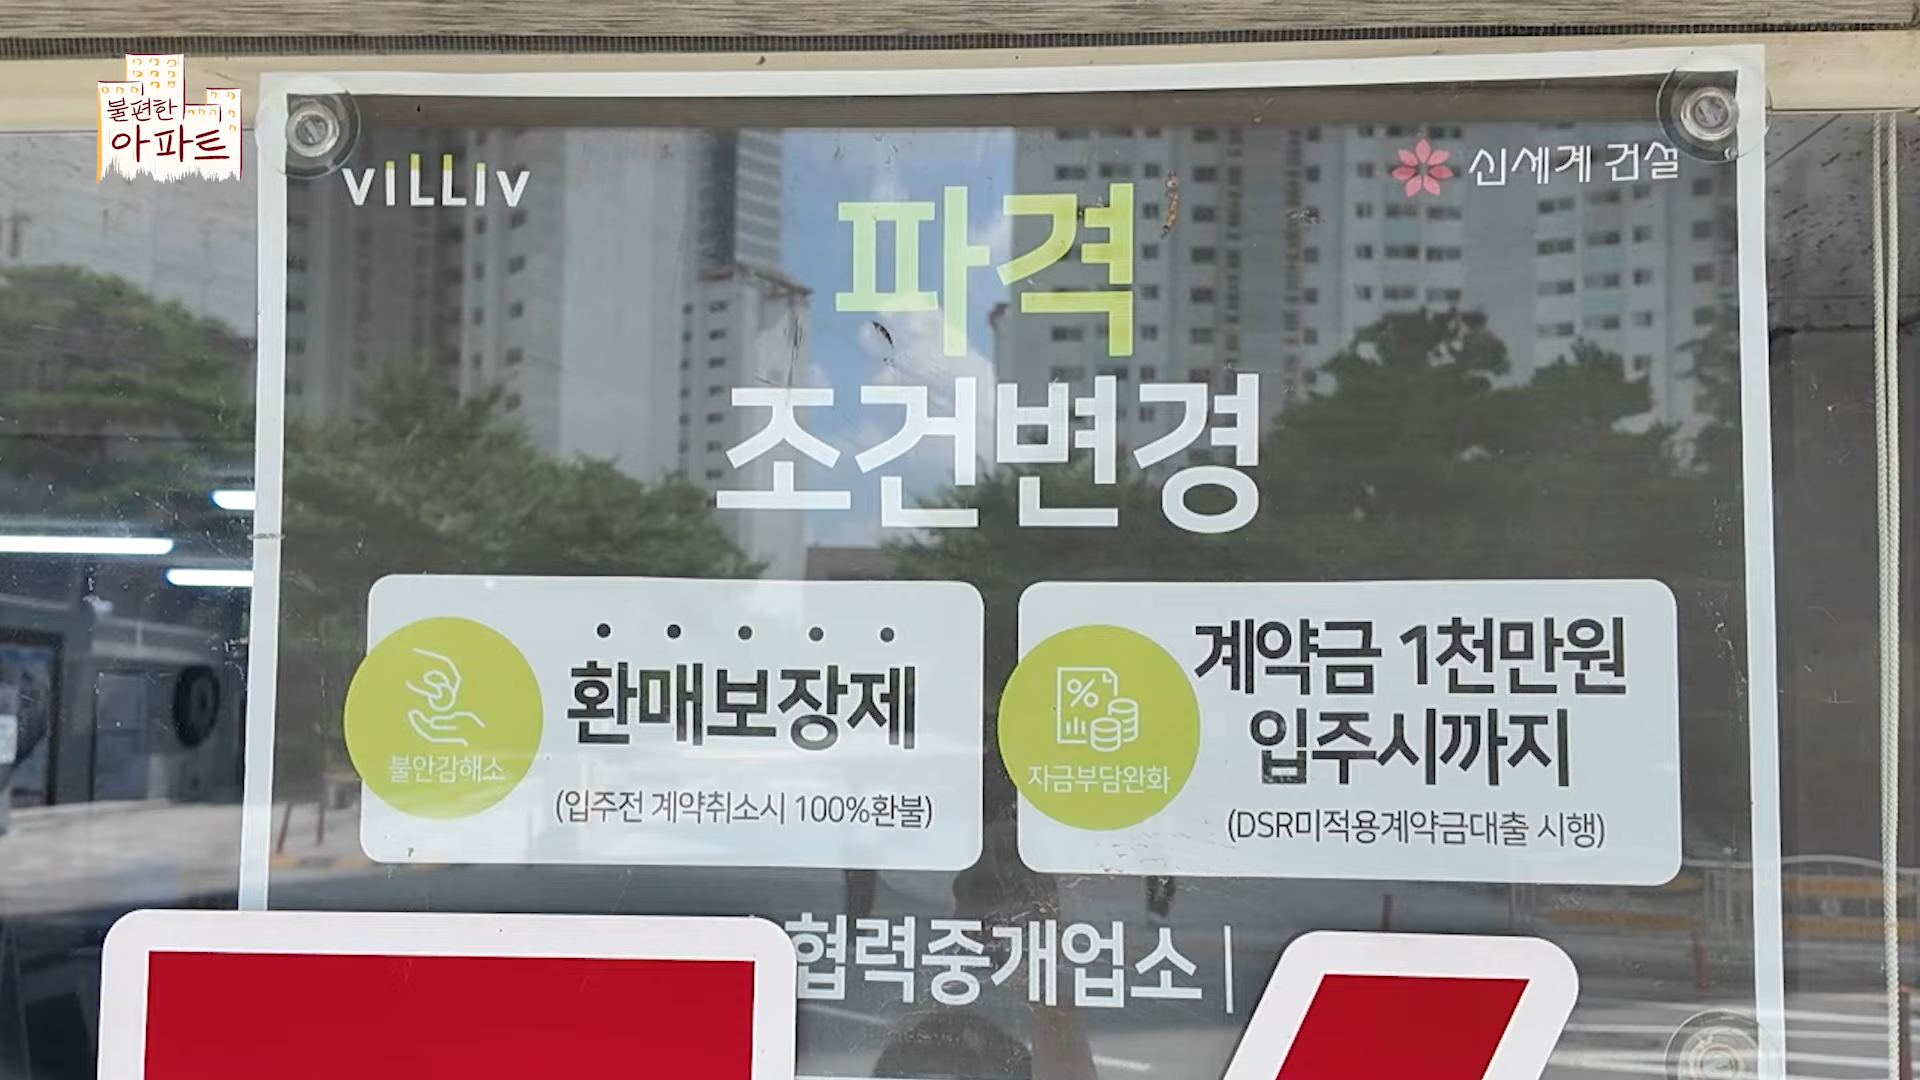 불편한
아파트
VILLIV
신세계 건설
파격
조건변경
환매보장제
불안감해소
(입주전 계약취소시 100%환불)
계약금 1천만원
입주시까지
자금부담완화
(DSR미적용계약금대출 시행)
협력중개업소 |